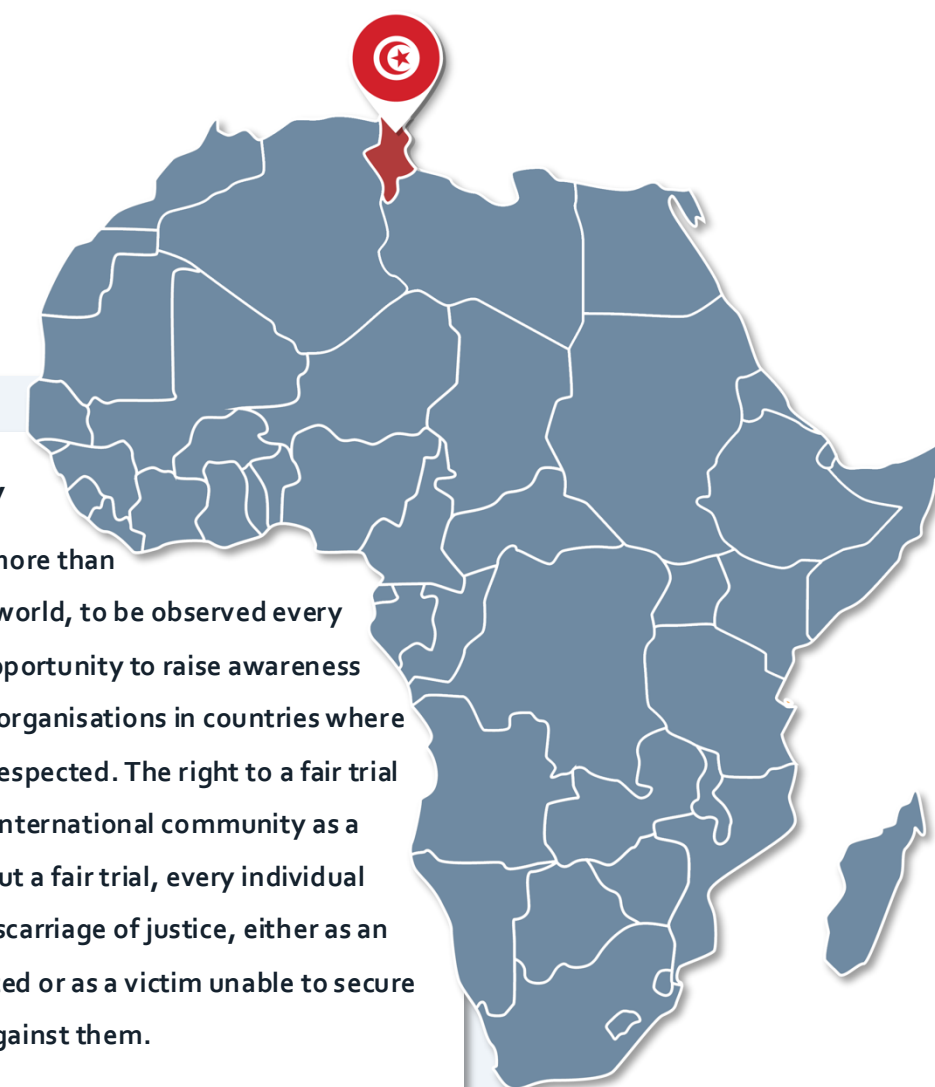 y
more than
world, to be observed every
pportunity to raise awareness
organisations in countries where
espected. The right to a fair trial
nternational community as a
ut a fair trial, every individual
scarriage of justice, either as an
ed or as a victim unable to secure
gainst them.